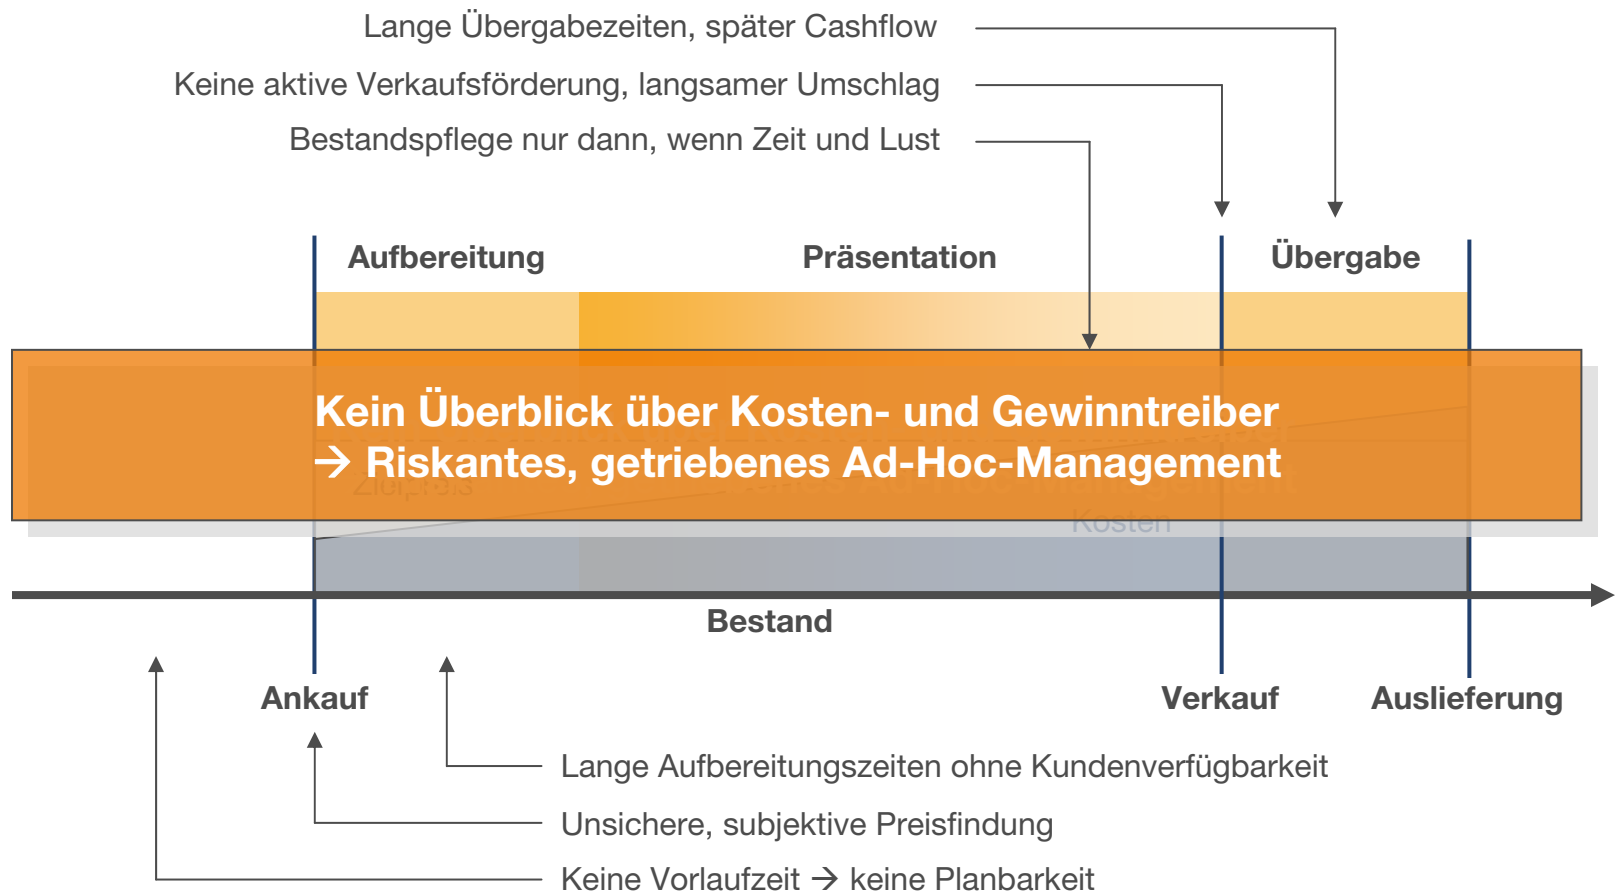 Lange Übergabezeiten, später Cashflow
Keine aktive Verkaufsförderung, langsamer Umschlag
Bestandspflege nur dann, wenn Zeit und Lust
Aufbereitung
Präsentation
Übergabe
Kein Überblick über Kosten- und Gewinntreiber
→ Riskantes, getriebenes Ad-Hoc-Management
Zielpreis
Kosten
Bestand
Ankauf
Verkauf
Auslieferung
Lange Aufbereitungszeiten ohne Kundenverfügbarkeit
Unsichere, subjektive Preisfindung
Keine Vorlaufzeit → keine Planbarkeit